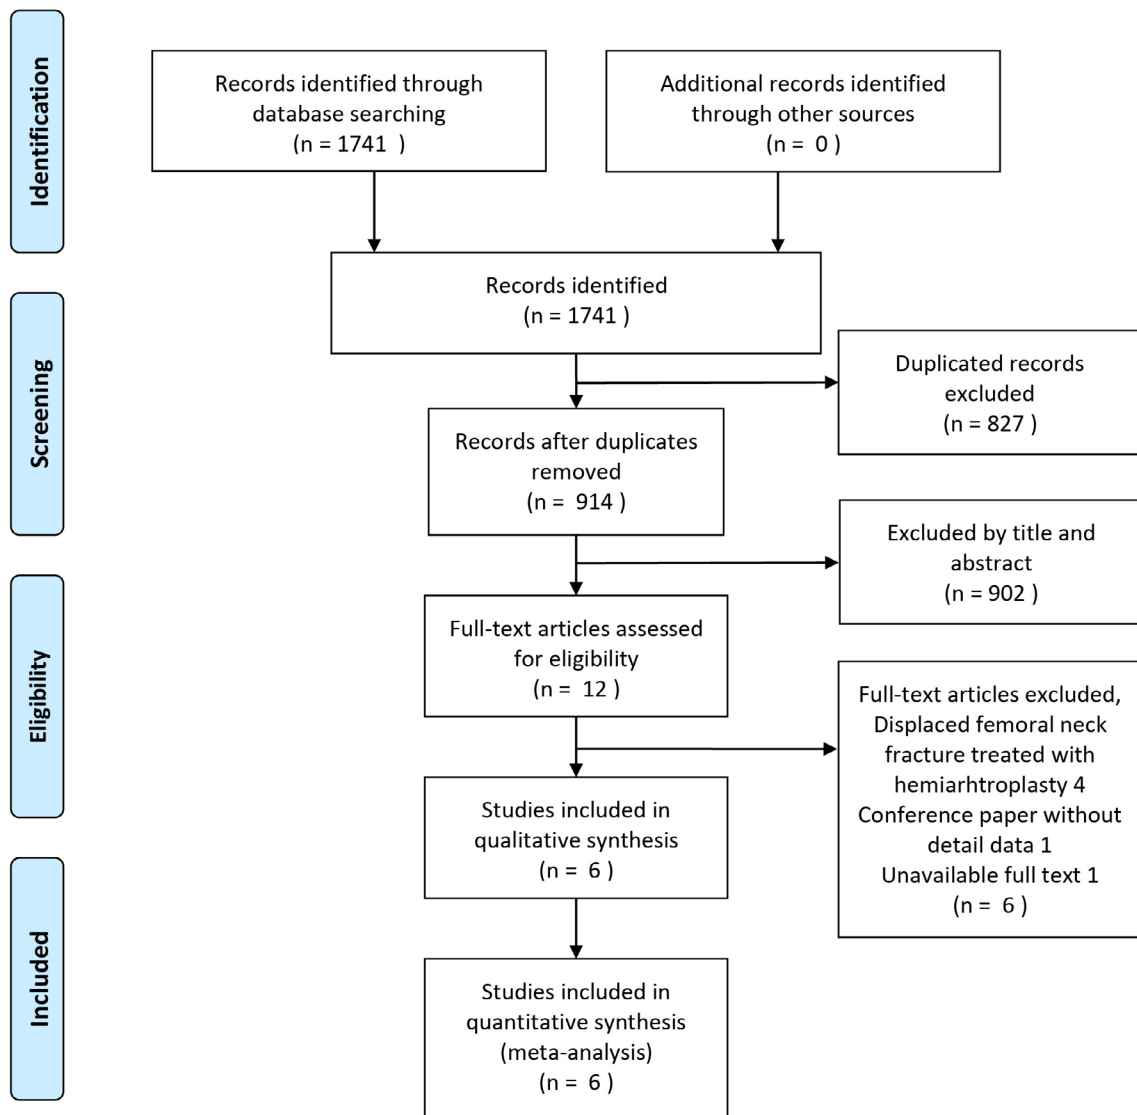 Identification
Records identified through
database searching
(n = 1741 )
Additional records identified
through other sources
(n = 0 )
Records identified
(n = 1741 )
Screening
Duplicated records
excluded
(n = 827 )
Records after duplicates
removed
(n = 914 )
Excluded by title and
abstract
(n = 902 )
Eligibility
Full-text articles assessed
for eligibility
(n = 12 )
Full-text articles excluded,
Displaced femoral neck
fracture treated with
hemiarhtroplasty 4
Conference paper without
detail data 1
Unavailable full text 1
(n = 6 )
Studies included in
qualitative synthesis
(n = 6 )
Included
Studies included in
quantitative synthesis
(meta-analysis)
(n = 6 )